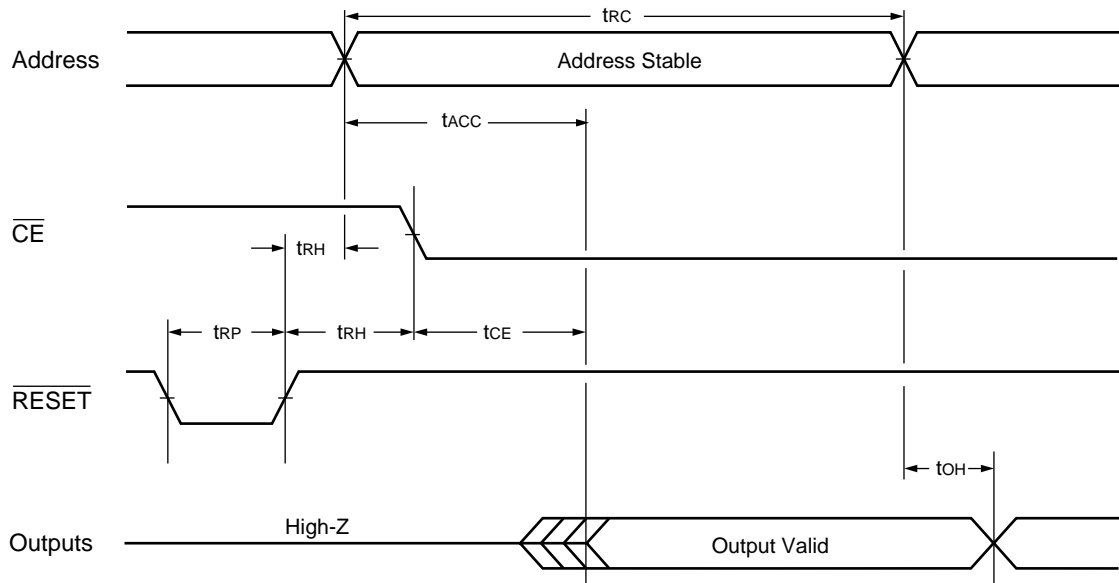 tRC
Address
Address Stable
tACC
CE
tRH
tRP
tRH
tCE
RESET
tOH
High-Z
Outputs
Output Valid